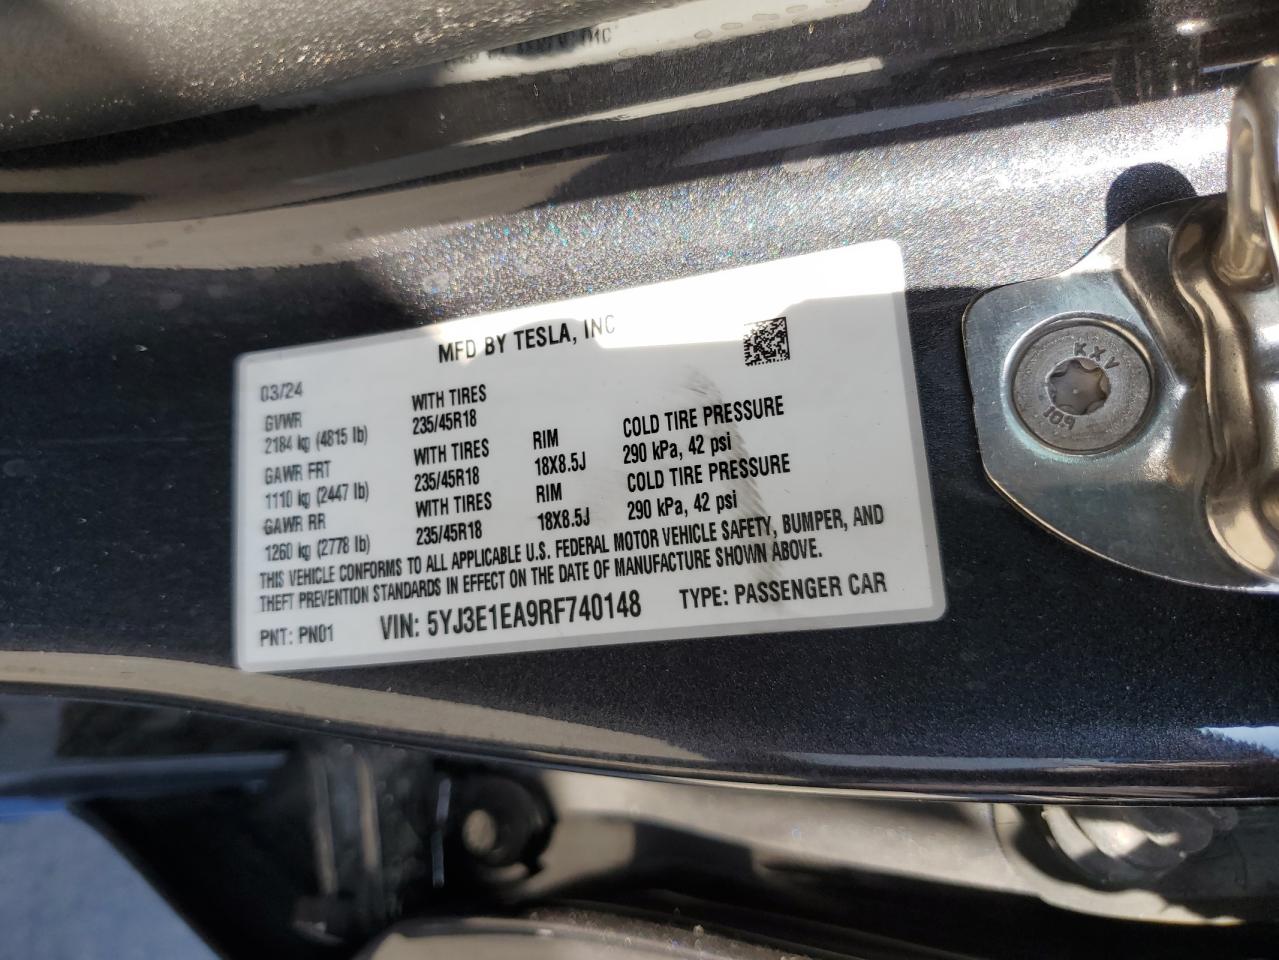 MFD BY TESLA, INC
03/24
GVWR WITH TIRES
2184 kg (4815 lb) 235/45R18
GAWR FRT WITH TIRES RIM COLD TIRE PRESSURE
1110 kg (2447 lb) 235/45R18 18X8.5J 290 kPa, 42 psi
GAWR RR WITH TIRES RIM COLD TIRE PRESSURE
1260 kg (2778 lb) 235/45R18 18X8.5J 290 kPa, 42 psi
THIS VEHICLE CONFORMS TO ALL APPLICABLE U.S. FEDERAL MOTOR VEHICLE SAFETY, BUMPER, AND
THEFT PREVENTION STANDARDS IN EFFECT ON THE DATE OF MANUFACTURE SHOWN ABOVE.
PNT: PN01 VIN: 5YJ3E1EA9RF740148 TYPE: PASSENGER CAR
KXV
10.9